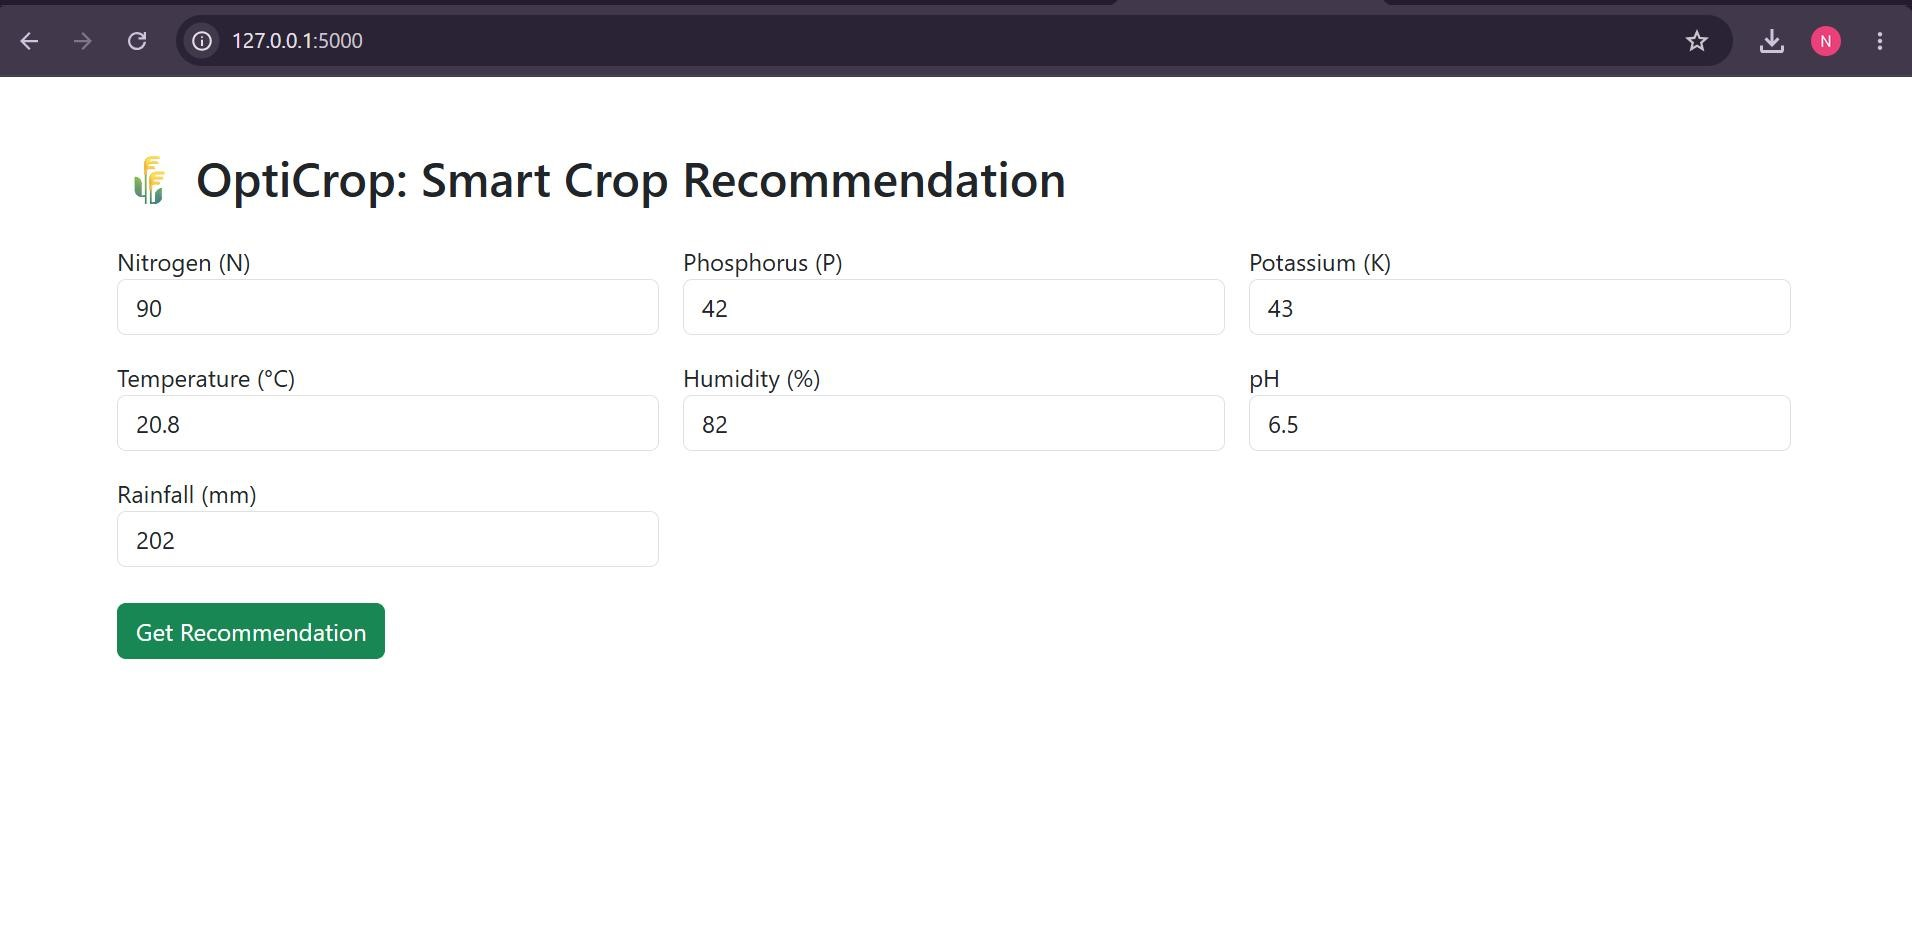 127.0.0.1:5000
N
OptiCrop: Smart Crop Recommendation
Nitrogen (N)
Phosphorus (P)
Potassium (K)
90
42
43
Temperature (°C)
Humidity (%)
pH
20.8
82
6.5
Rainfall (mm)
202
Get Recommendation